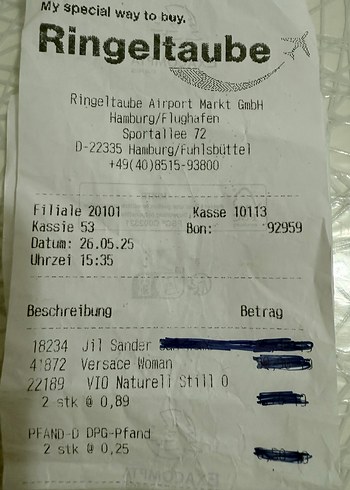 My special way to buy.
Ringeltaube
Ringeltaube Airport Markt GmbH
Hamburg/Flughafen
Sportallee 72
D-22335 Hamburg/Fuhlsbüttel
+49(40)8515-93800
Filiale 20101 Kasse 10113
Kassie 53 Bon: 92959
Datum: 26.05.25
Uhrzei 15:35
Beschreibung Betrag
18234 Jil Sander
4'872 Versace Woman
22189 VIO Naturell Still 0
2 stk @ 0,89
PFAND-D DPG-Pfand
2 stk @ 0,25